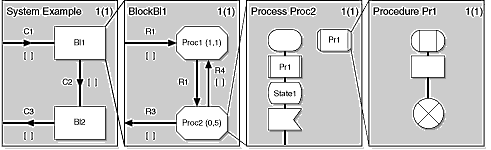 System Example 1(1)
C1
[ ]
Bl1
C2 [ ]
C3
[ ]
Bl2
BlockBl1 1(1)
R1
[ ]
Proc1 (1,1)
R1
R4
[ ]
R3
[ ]
Proc2 (0,5)
Process Proc2 1(1)
Pr1
Pr1
State1
Procedure Pr1 1(1)